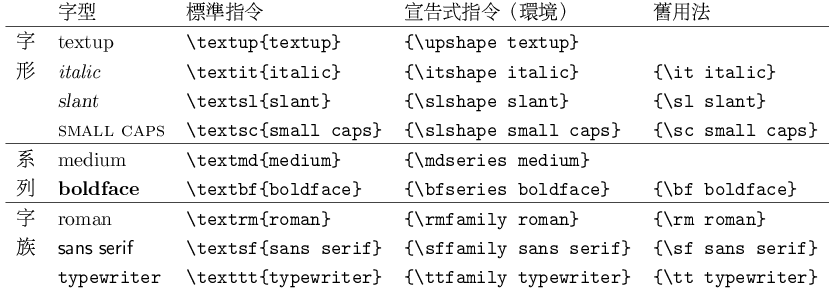 字型 標準指令 宣告式指令（環境） 舊用法
字 textup \textup{textup} {\upshape textup}
形 italic \textit{italic} {\itshape italic} {\it italic}
slant \textsl{slant} {\slshape slant} {\sl slant}
SMALL CAPS \textsc{small caps} {\slshape small caps} {\sc small caps}
系 medium \textmd{medium} {\mdseries medium}
列 boldface \textbf{boldface} {\bfseries boldface} {\bf boldface}
字 roman \textrm{roman} {\rmfamily roman} {\rm roman}
族 sans serif \textsf{sans serif} {\sffamily sans serif} {\sf sans serif}
typewriter \texttt{typewriter} {\ttfamily typewriter} {\tt typewriter}